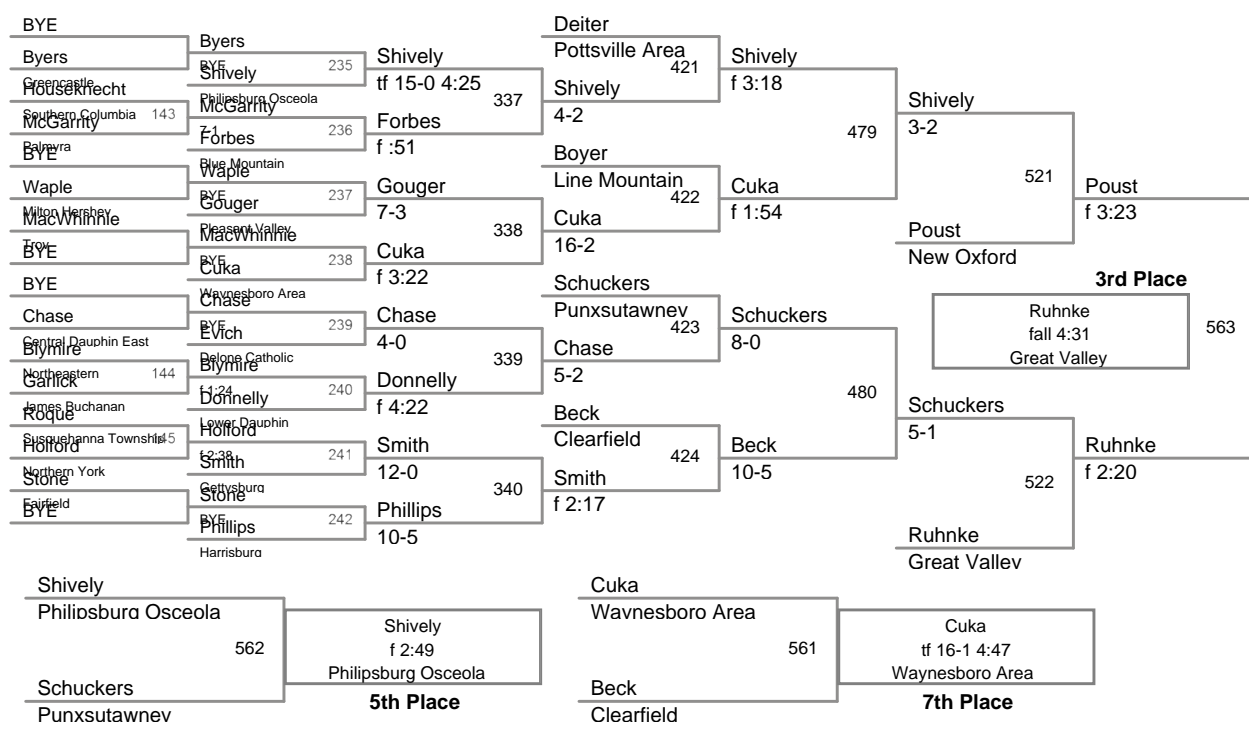 BYE
Byers
Greencastle
Houseknecht
Southern Columbia 143
McGarrity
Palmyra
BYE
Waple
Milton Hershey
MacWhinnie
Troy
BYE
BYE
Chase
Central Dauphin East
Blymire
Northeastern 144
Garlick
James Buchanan
Roque
Susquehanna Township 145
Holford
Northern York
Stone
Fairfield
BYE
Byers
BYE 235
Shively
Philipsburg Osceola
McGarrity
7-1 236
Forbes
Blue Mountain
Waple
BYE 237
Gouger
Pleasant Valley
MacWhinnie
BYE 238
Cuka
Waynesboro Area
Chase
BYE 239
Evich
Delone Catholic
Blymire
f 1:24 240
Donnelly
Lower Dauphin
Holford
f 2:38 241
Smith
Gettysburg
Stone
BYE 242
Phillips
Harrisburg
Shively
tf 15-0 4:25
337
Forbes
f :51
Gouger
7-3
338
Cuka
f 3:22
Chase
4-0
339
Donnelly
f 4:22
Smith
12-0
340
Phillips
10-5
Deiter
Pottsville Area
421
Shively
4-2
Boyer
Line Mountain
422
Cuka
16-2
Schuckers
Punxsutawney
423
Chase
5-2
Beck
Clearfield
424
Smith
f 2:17
Shively
f 3:18
479
Cuka
f 1:54
Schuckers
8-0
480
Beck
10-5
Shively
3-2
521
Poust
New Oxford
Poust
f 3:23
3rd Place
Ruhnke
fall 4:31
Great Valley
563
Schuckers
5-1
522
Ruhnke
Great Valley
Ruhnke
f 2:20
Shively
Philipsburg Osceola
562
Schuckers
Punxsutawney
Shively
f 2:49
Philipsburg Osceola
5th Place
Cuka
Waynesboro Area
561
Beck
Clearfield
Cuka
tf 16-1 4:47
Waynesboro Area
7th Place